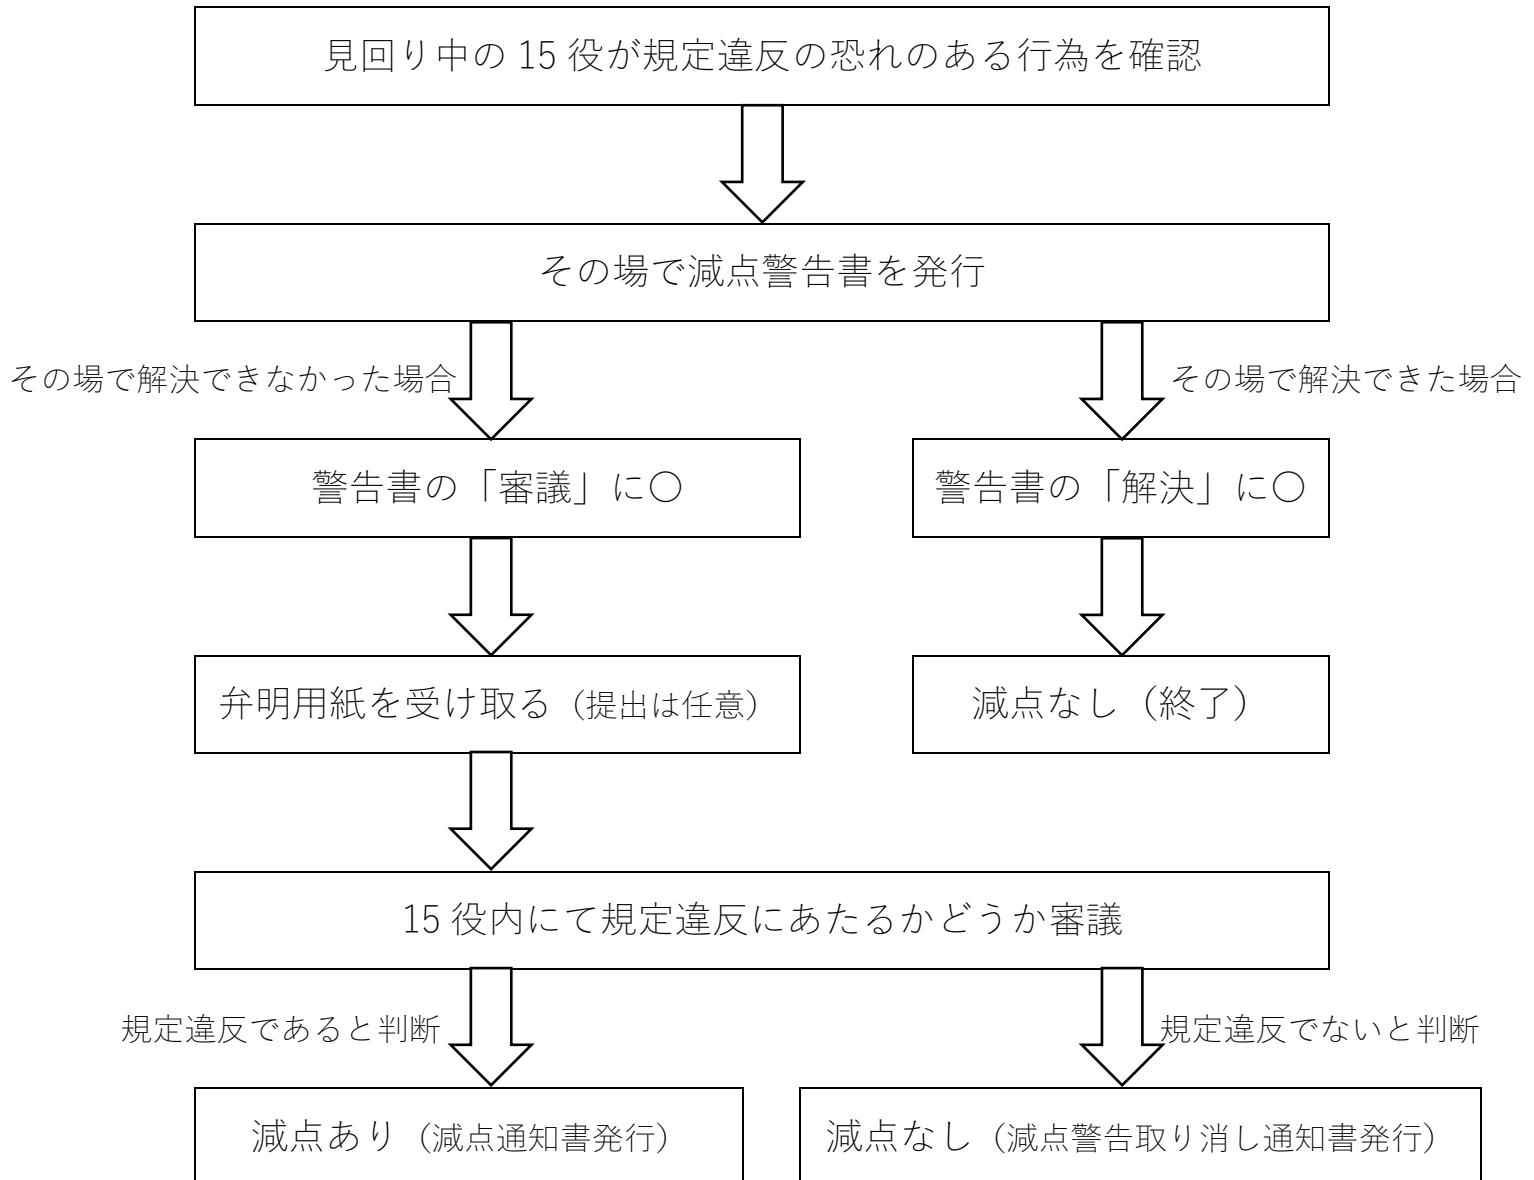 見回り中の 15 役が規定違反の恐れのある行為を確認
その場で減点警告書を発行
その場で解決できなかった場合
その場で解決できた場合
警告書の「審議」に〇
警告書の「解決」に〇
弁明用紙を受け取る（提出は任意）
減点なし（終了）
15 役内にて規定違反にあたるかどうか審議
規定違反であると判断
規定違反でないと判断
減点あり（減点通知書発行）
減点なし（減点警告取り消し通知書発行）